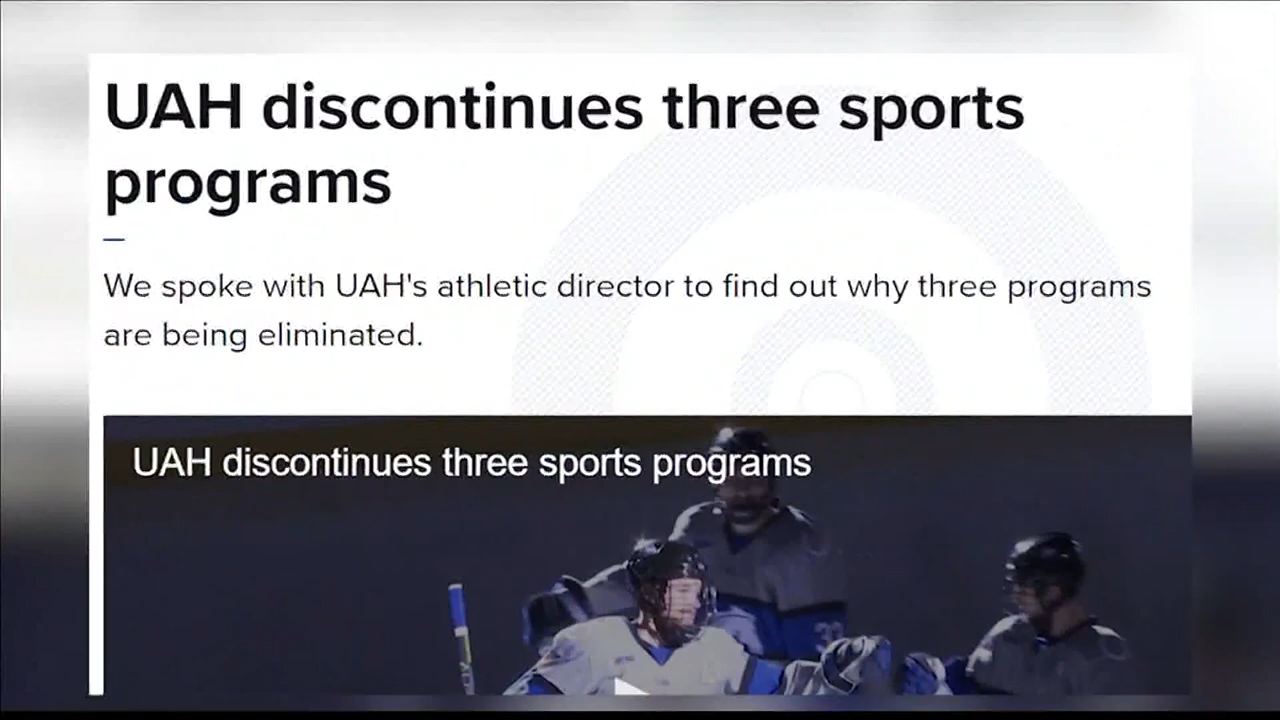 UAH discontinues three sports
programs
We spoke with UAH's athletic director to find out why three programs
are being eliminated.
UAH discontinues three sports programs